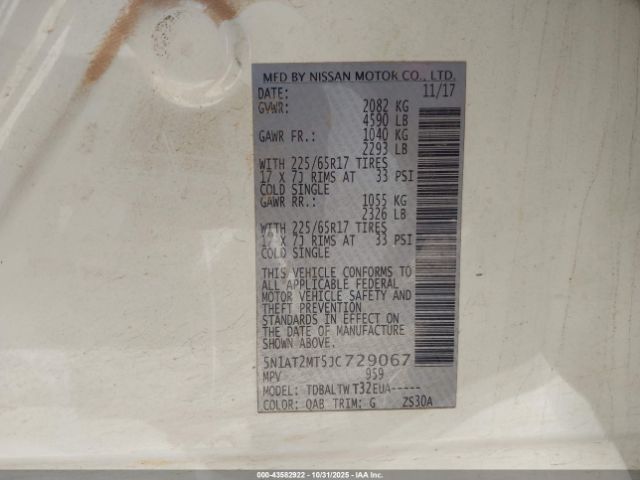 MFD BY NISSAN MOTOR CO., LTD.
DATE: 11/17
GVWR: 2082 KG
4590 LB
GAWR FR.: 1040 KG
2293 LB
WITH 225/65R17 TIRES
17 X 7J RIMS AT 33 PSI
COLD SINGLE
GAWR RR.: 1055 KG
2326 LB
WITH 225/65R17 TIRES
17 X 7J RIMS AT 33 PSI
COLD SINGLE
THIS VEHICLE CONFORMS TO
ALL APPLICABLE FEDERAL
MOTOR VEHICLE SAFETY AND
THEFT PREVENTION
STANDARDS IN EFFECT ON
THE DATE OF MANUFACTURE
SHOWN ABOVE.
5N1AT2MT5JC729067
MPV 959
MODEL: TDBALTW T32EUA-----
COLOR: QAB TRIM: G ZS30A
000-43582922 - 10/31/2025 - IAA Inc.